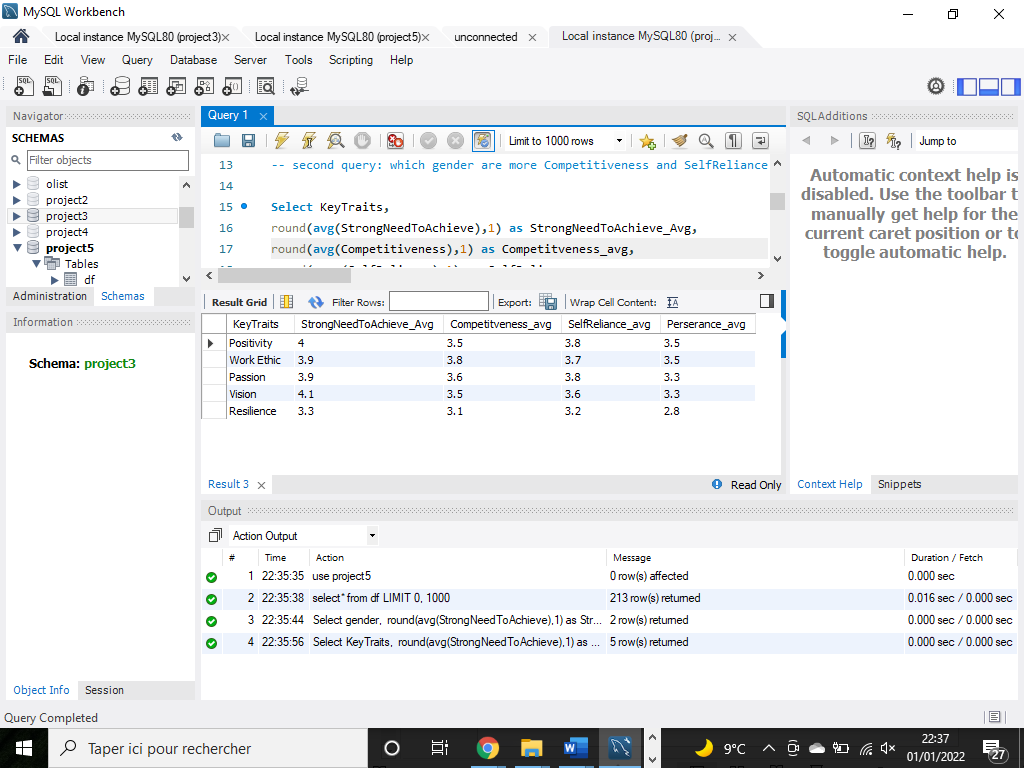 MySQL Workbench
Local instance MySQL80 (project3)
Local instance MySQL80 (project5)
unconnected
Local instance MySQL80 (proj...
File Edit View Query Database Server Tools Scripting Help
Navigator
SCHEMAS
Filter objects
olist
project2
project3
project4
project5
Tables
df
Administration Schemas
Information
Schema: project3
Object Info Session
Query Completed
Query 1
Limit to 1000 rows
13 -- second query: which gender are more Competitiveness and SelfReliance
14
15 Select KeyTraits,
16 round(avg(StrongNeedToAchieve),1) as StrongNeedToAchieve_Avg,
17 round(avg(Competitiveness),1) as Competitveness_avg,
Result Grid Filter Rows: Export: Wrap Cell Content:
KeyTraits StrongNeedToAchieve_Avg Competitveness_avg SelfReliance_avg Perserance_avg
Positivity 4 3.5 3.8 3.5
Work Ethic 3.9 3.8 3.7 3.5
Passion 3.9 3.6 3.8 3.3
Vision 4.1 3.5 3.6 3.3
Resilience 3.3 3.1 3.2 2.8
Result 3 Read Only
SQLAdditions
Jump to
Automatic context help is
disabled. Use the toolbar t
manually get help for the
current caret position or to
toggle automatic help.
Context Help Snippets
Output
Action Output
# Time Action Message Duration / Fetch
1 22:35:35 use project5 0 row(s) affected 0.000 sec
2 22:35:38 select* from df LIMIT 0, 1000 213 row(s) returned 0.016 sec / 0.000 sec
3 22:35:44 Select gender, round(avg(StrongNeedToAchieve),1) as Str... 2 row(s) returned 0.000 sec / 0.000 sec
4 22:35:56 Select KeyTraits, round(avg(StrongNeedToAchieve),1) as ... 5 row(s) returned 0.000 sec / 0.000 sec
Taper ici pour rechercher
9°C
22:37
01/01/2022
27